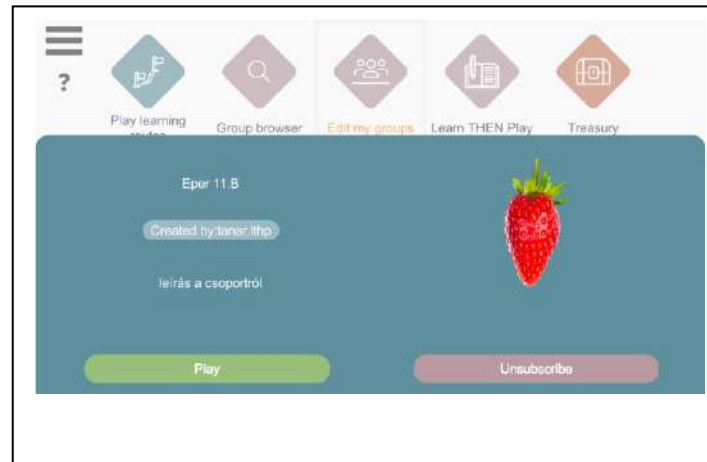 ?
Play learning
routes
Group browser
Edit my groups
Learn THEN Play
Treasury
Eper 11.B
Created by:tanar.lthp
leírás a csoportról
Play
Unsubscribe